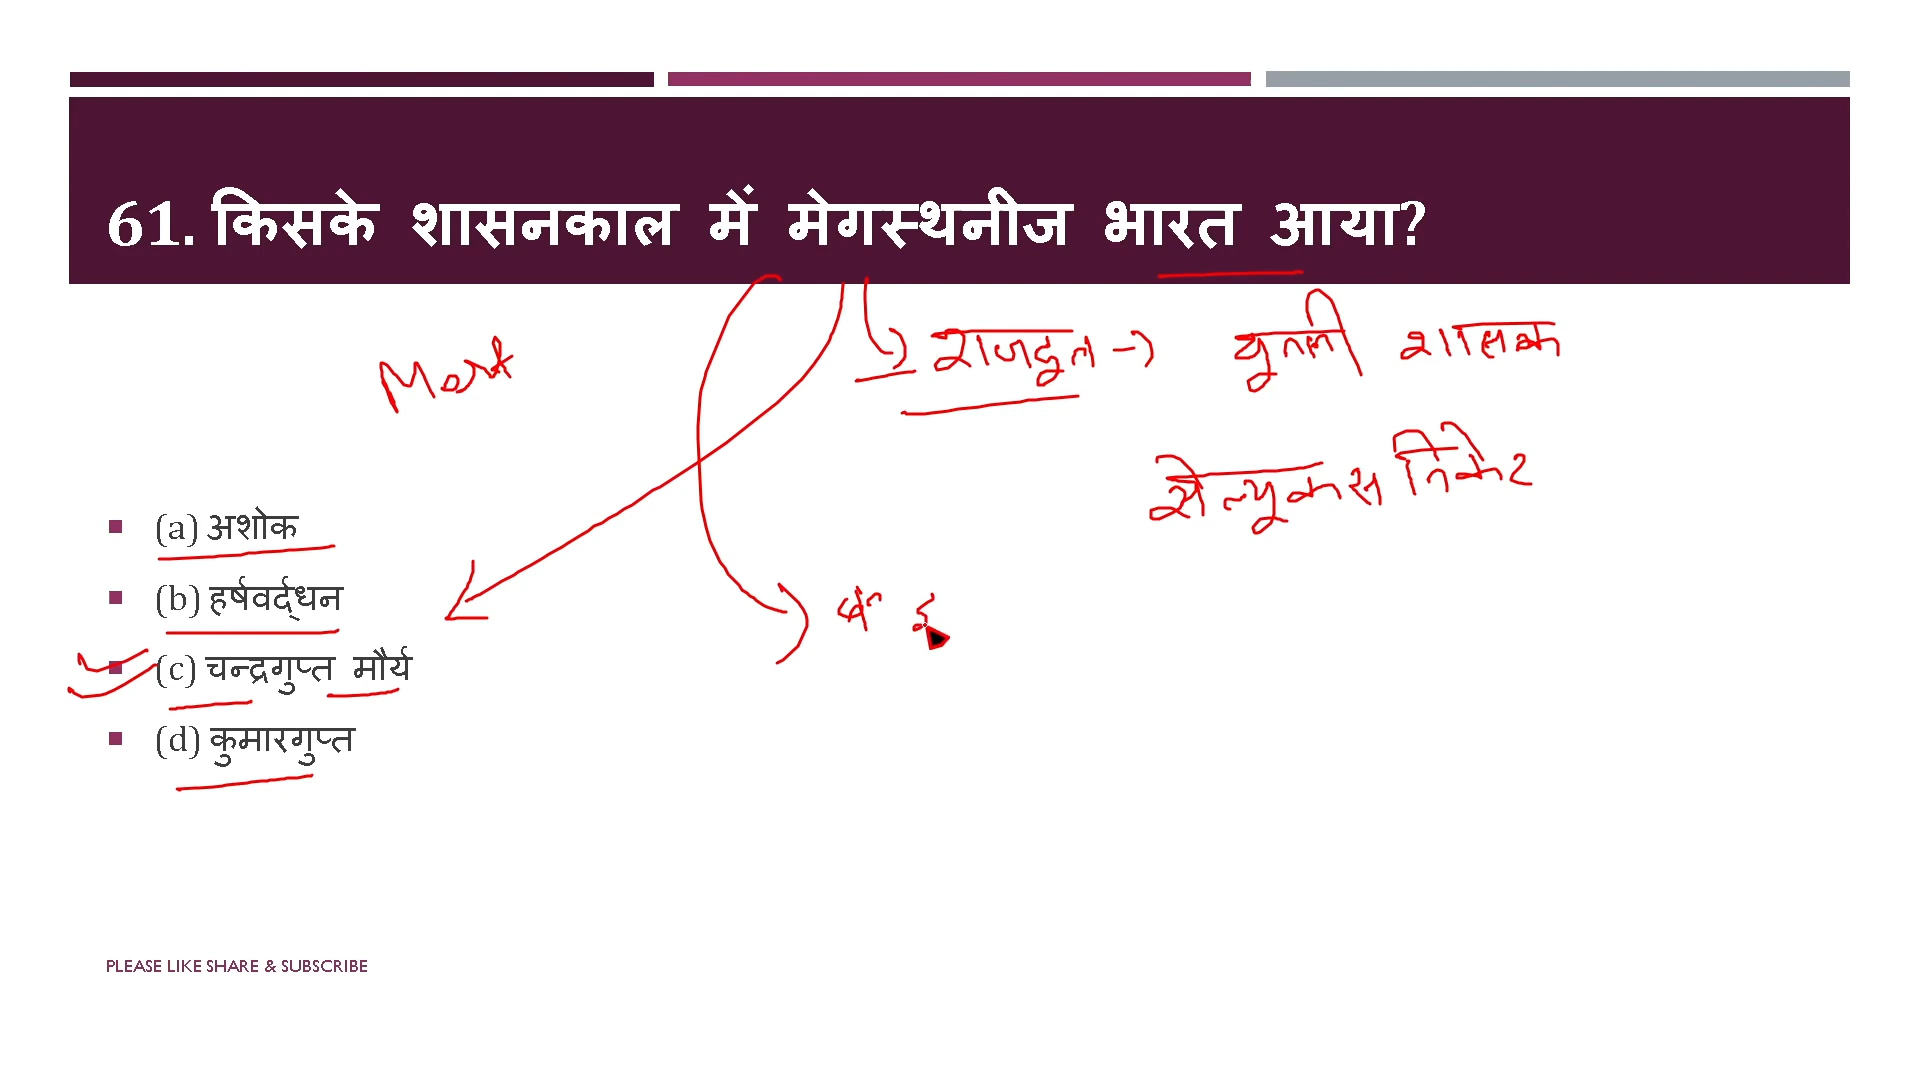 61. किसके शासनकाल में मेगस्थनीज भारत आया?
राजदूत → यूनानी शासक
Mark
सेल्यूकस निकेटर
(a) अशोक
(b) हर्षवर्द्धन
(c) चन्द्रगुप्त मौर्य
(d) कुमारगुप्त
PLEASE LIKE SHARE & SUBSCRIBE